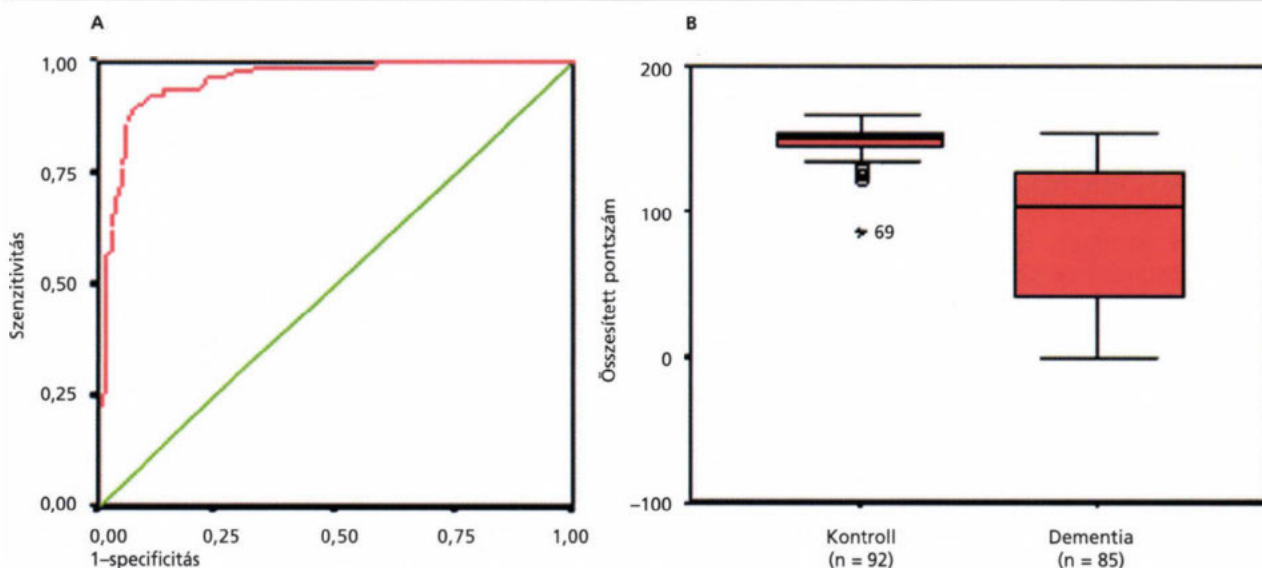 A
Szenzitivitás
1,00
0,75
0,50
0,25
0,00
0,00 0,25 0,50 0,75 1,00
1–specificitás
B
Összesített pontszám
200
100
0
–100
69
Kontroll
(n = 92)
Dementia
(n = 85)